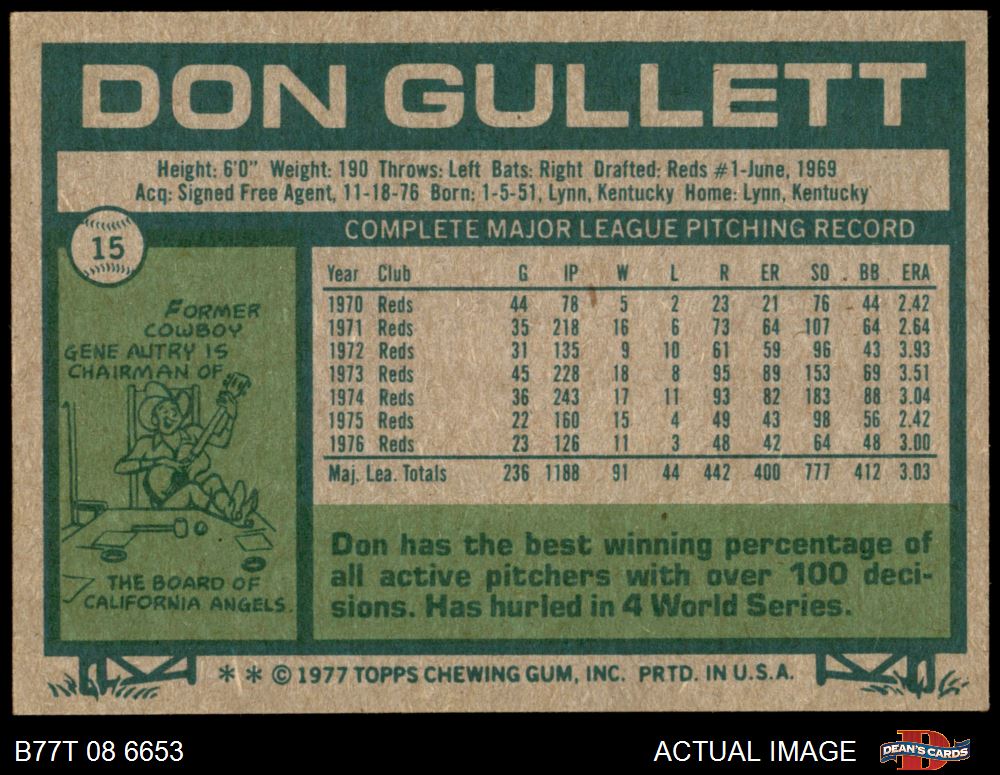 DON GULLETT
Height: 6'0" Weight: 190 Throws: Left Bats: Right Drafted: Reds #1-June, 1969
Acq: Signed Free Agent, 11-18-76 Born: 1-5-51, Lynn, Kentucky Home: Lynn, Kentucky
15
FORMER
COWBOY
GENE AUTRY IS
CHAIRMAN OF
THE BOARD OF
CALIFORNIA ANGELS.
COMPLETE MAJOR LEAGUE PITCHING RECORD
Year Club G IP W L R ER SO BB ERA
1970 Reds 44 78 5 2 23 21 76 44 2.42
1971 Reds 35 218 16 6 73 64 107 64 2.64
1972 Reds 31 135 9 10 61 59 96 43 3.93
1973 Reds 45 228 18 8 95 89 153 69 3.51
1974 Reds 36 243 17 11 93 82 183 88 3.04
1975 Reds 22 160 15 4 49 43 98 56 2.42
1976 Reds 23 126 11 3 48 42 64 48 3.00
Maj. Lea. Totals 236 1188 91 44 442 400 777 412 3.03
Don has the best winning percentage of
all active pitchers with over 100 deci-
sions. Has hurled in 4 World Series.
* * © 1977 TOPPS CHEWING GUM, INC. PRTD. IN U.S.A.
B77T 08 6653
ACTUAL IMAGE
D
DEAN'S CARDS